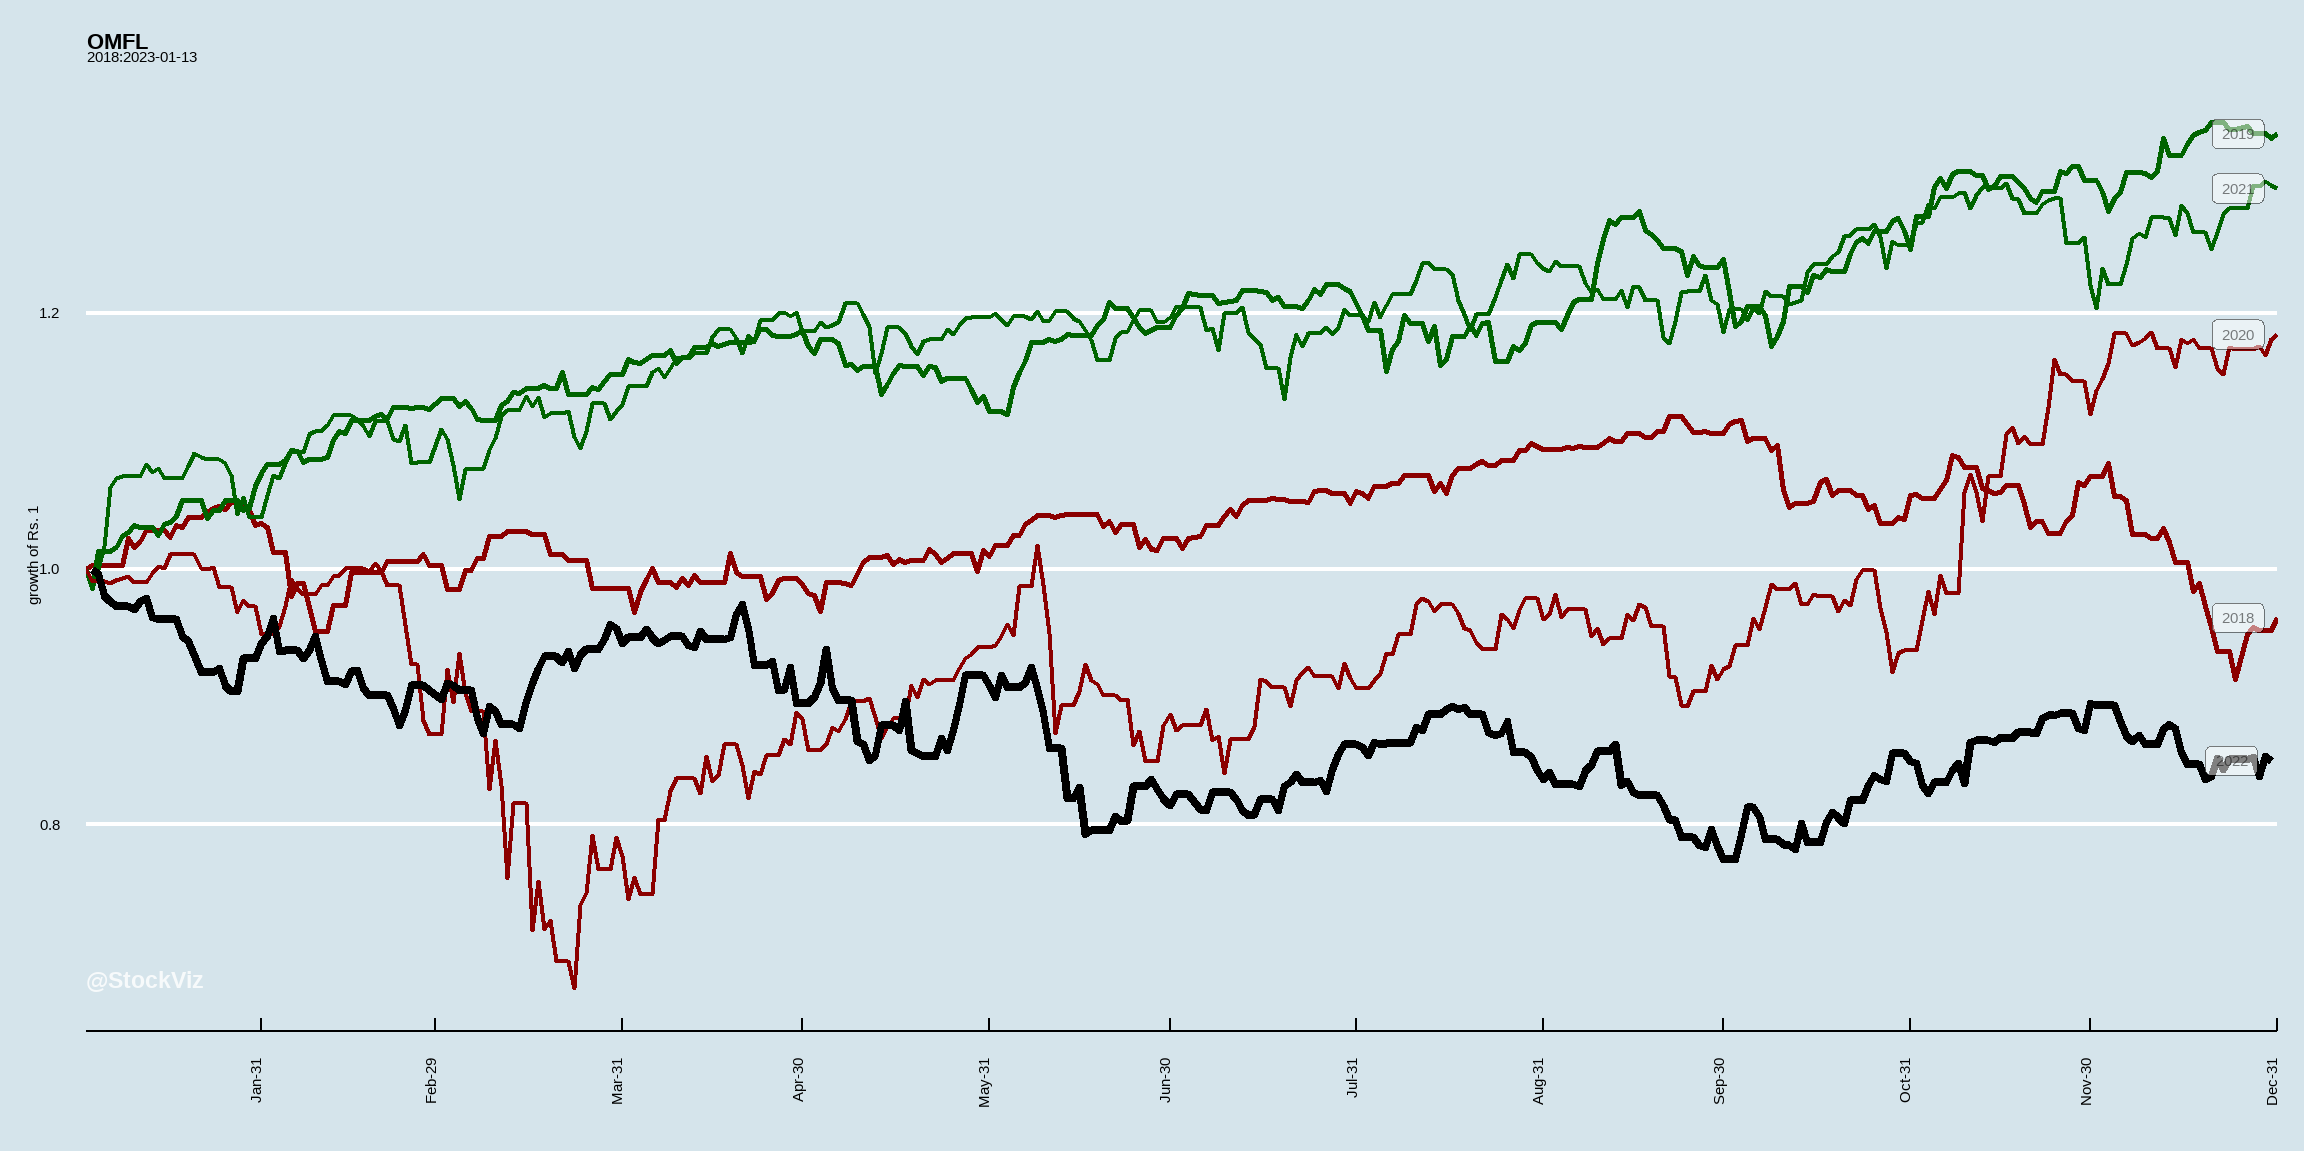 OMFL
2018:2023-01-13
2019
2021
1.2
2020
growth of Rs. 1
1.0
2018
2022
0.8
@StockViz
Jan-31
Feb-29
Mar-31
Apr-30
May-31
Jun-30
Jul-31
Aug-31
Sep-30
Oct-31
Nov-30
Dec-31